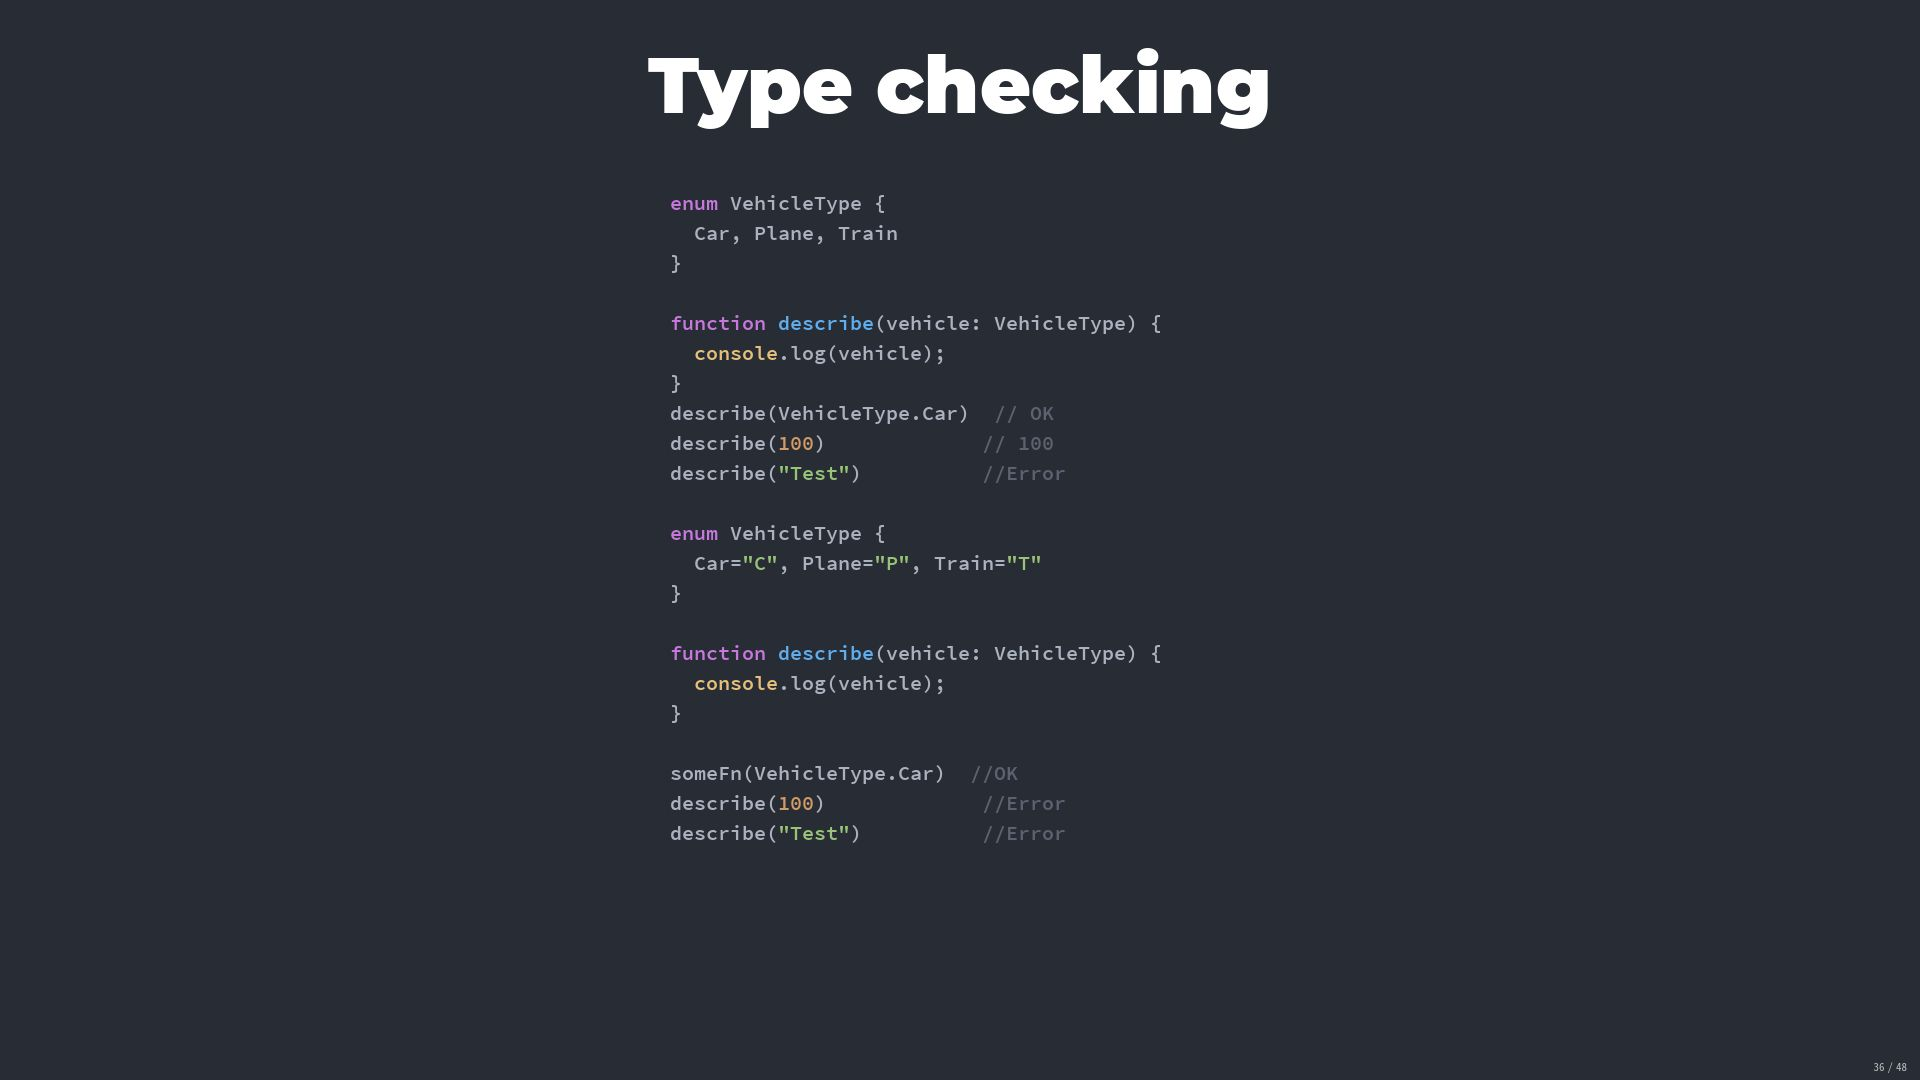 Type checking
enum VehicleType {
  Car, Plane, Train
}
function describe(vehicle: VehicleType) {
  console.log(vehicle);
}
describe(VehicleType.Car)  // OK
describe(100)             // 100
describe("Test")          //Error
enum VehicleType {
  Car="C", Plane="P", Train="T"
}
function describe(vehicle: VehicleType) {
  console.log(vehicle);
}
someFn(VehicleType.Car)  //OK
describe(100)             //Error
describe("Test")          //Error
36 / 48